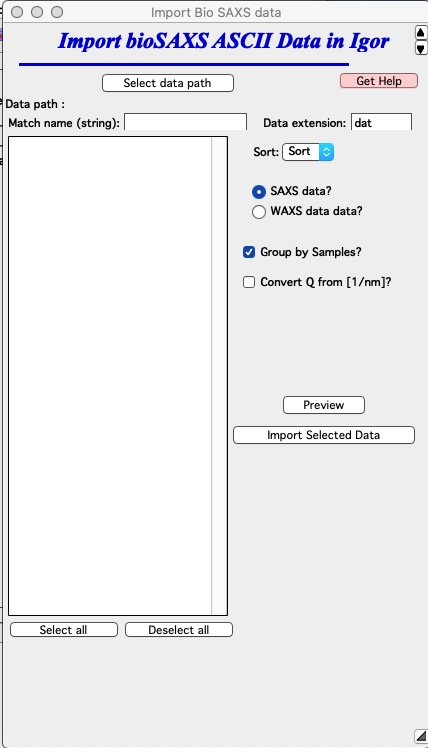 Import Bio SAXS data
Import bioSAXS ASCII Data in Igor
Select data path
Get Help
Data path :
Match name (string):
Data extension: dat
Sort: Sort
SAXS data?
WAXS data data?
Group by Samples?
Convert Q from [1/nm]?
Preview
Import Selected Data
Select all
Deselect all